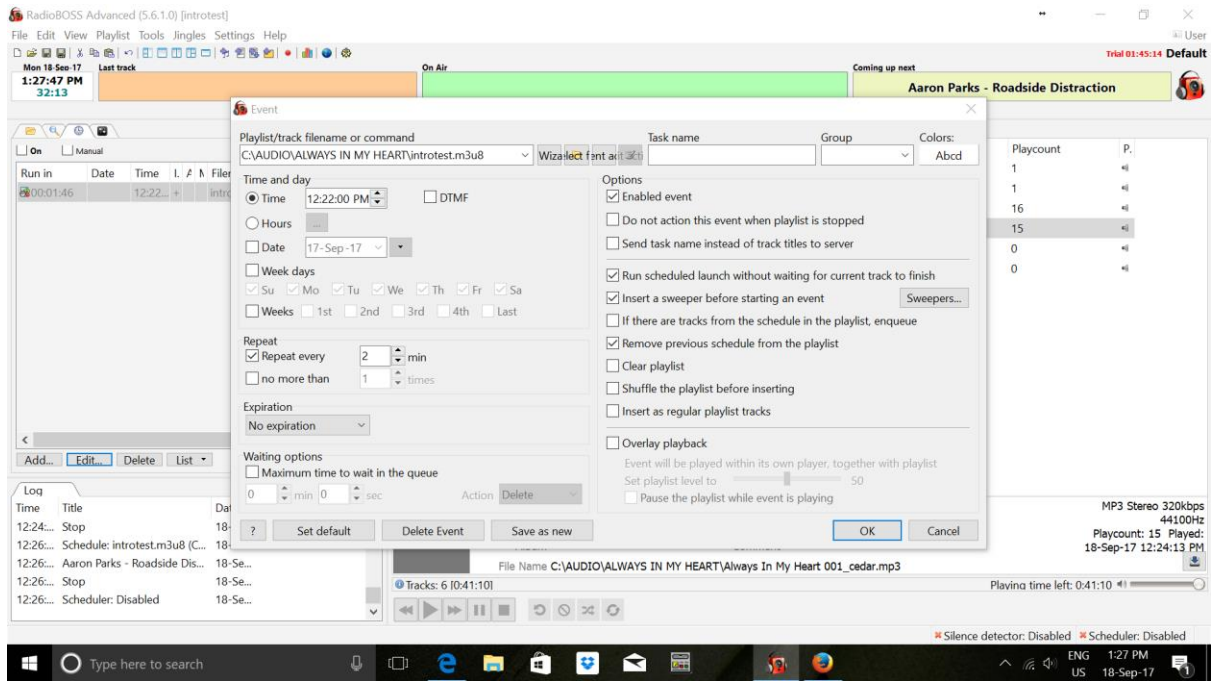 RadioBOSS Advanced (5.6.1.0) [introtest]
File Edit View Playlist Tools Jingles Settings Help
User
Trial 01:45:14 Default
Mon 18-Sep-17 Last track On Air Coming up next
1:27:47 PM
32:13
Aaron Parks - Roadside Distraction
Event
Playlist/track filename or command Task name Group Colors:
C:\AUDIO\ALWAYS IN MY HEART\introtest.m3u8 Abcd
On Manual
Run in Date Time I. A N Filen
00:01:46 12:22... + intro
Playcount P.
1
1
16
15
0
0
Time and day
Time 12:22:00 PM DTMF
Hours ...
Date 17-Sep-17
Week days
Su Mo Tu We Th Fr Sa
Weeks 1st 2nd 3rd 4th Last
Repeat
Repeat every 2 min
no more than 1 times
Expiration
No expiration
Waiting options
Maximum time to wait in the queue
0 min 0 sec Action Delete
Options
Enabled event
Do not action this event when playlist is stopped
Send task name instead of track titles to server
Run scheduled launch without waiting for current track to finish
Insert a sweeper before starting an event Sweepers...
If there are tracks from the schedule in the playlist, enqueue
Remove previous schedule from the playlist
Clear playlist
Shuffle the playlist before inserting
Insert as regular playlist tracks
Overlay playback
Event will be played within its own player, together with playlist
Set playlist level to 50
Pause the playlist while event is playing
? Set default Delete Event Save as new OK Cancel
Add... Edit... Delete List
Log
Time Title Da
12:24:... Stop 18-
12:26:... Schedule: introtest.m3u8 (C... 18-
12:26:... Aaron Parks - Roadside Dis... 18-Se...
12:26:... Stop 18-Se...
12:26:... Scheduler: Disabled 18-Se...
MP3 Stereo 320kbps
44100Hz
Playcount: 15 Played:
18-Sep-17 12:24:13 PM
File Name C:\AUDIO\ALWAYS IN MY HEART\Always In My Heart 001_cedar.mp3
Tracks: 6 [0:41:10] Playing time left: 0:41:10
Silence detector: Disabled Scheduler: Disabled
Type here to search
ENG 1:27 PM
US 18-Sep-17